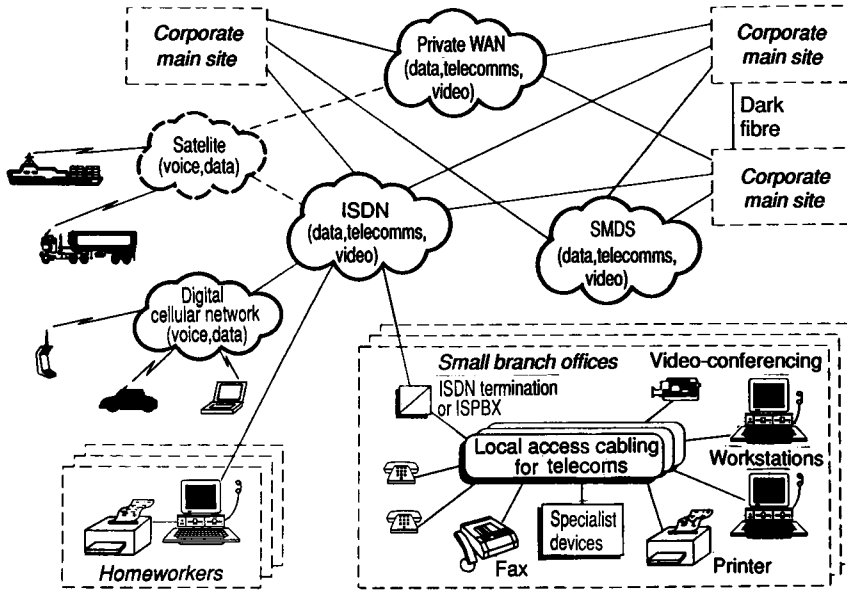 Corporate
main site
Private WAN
(data,telecomms,
video)
Corporate
main site
Dark
fibre
Satelite
(voice,data)
Corporate
main site
ISDN
(data,telecomms,
video)
SMDS
(data,telecomms,
video)
Digital
cellular network
(voice,data)
Small branch offices
Video-conferencing
ISDN termination
or ISPBX
Local access cabling
for telecoms
Workstations
Specialist
devices
Fax
Printer
Homeworkers